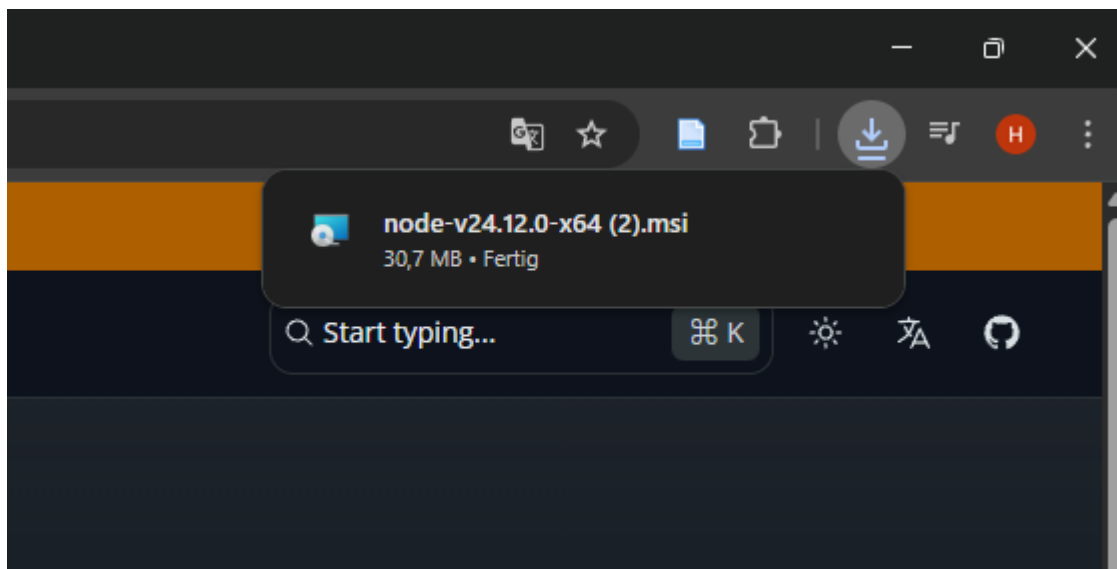 H
node-v24.12.0-x64 (2).msi
30,7 MB • Fertig
Start typing...
⌘ K